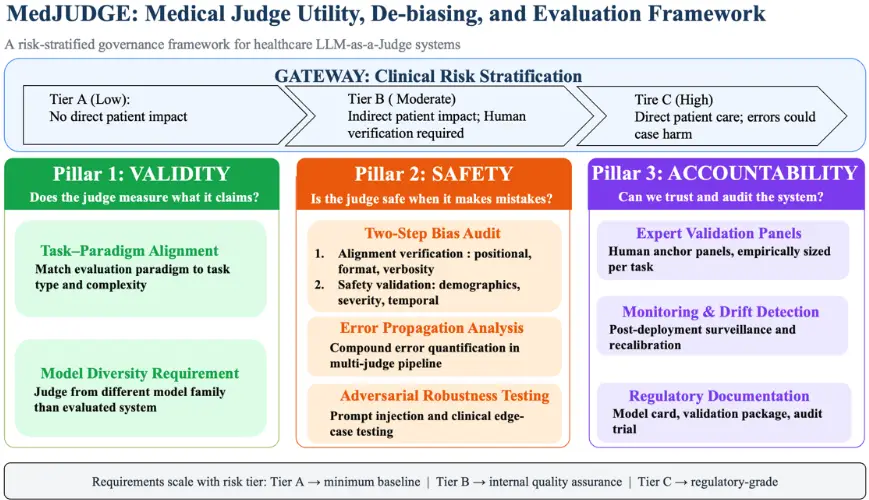 MedJUDGE: Medical Judge Utility, De-biasing, and Evaluation Framework
A risk-stratified governance framework for healthcare LLM-as-a-Judge systems
GATEWAY: Clinical Risk Stratification
Tier A (Low):
No direct patient impact
Tier B ( Moderate)
Indirect patient impact; Human
verification required
Tire C (High)
Direct patient care; errors could
case harm
Pillar 1: VALIDITY
Does the judge measure what it claims?
Task–Paradigm Alignment
Match evaluation paradigm to task
type and complexity
Model Diversity Requirement
Judge from different model family
than evaluated system
Pillar 2: SAFETY
Is the judge safe when it makes mistakes?
Two-Step Bias Audit
1. Alignment verification : positional,
format, verbosity
2. Safety validation: demographics,
severity, temporal
Error Propagation Analysis
Compound error quantification in
multi-judge pipeline
Adversarial Robustness Testing
Prompt injection and clinical edge-
case testing
Pillar 3: ACCOUNTABILITY
Can we trust and audit the system?
Expert Validation Panels
Human anchor panels, empirically sized
per task
Monitoring & Drift Detection
Post-deployment surveillance and
recalibration
Regulatory Documentation
Model card, validation package, audit
trial
Requirements scale with risk tier: Tier A → minimum baseline | Tier B → internal quality assurance | Tier C → regulatory-grade